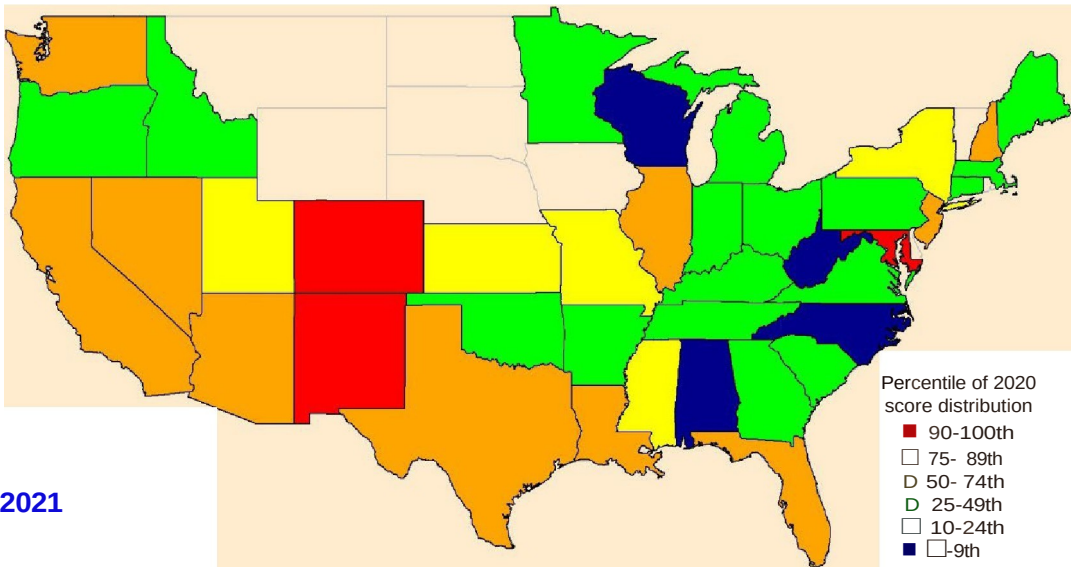 Percentile of 2020
score distribution
■ 90-100th
□ 75- 89th
D 50- 74th
D 25-49th
□ 10-24th
■ □-9th
2021